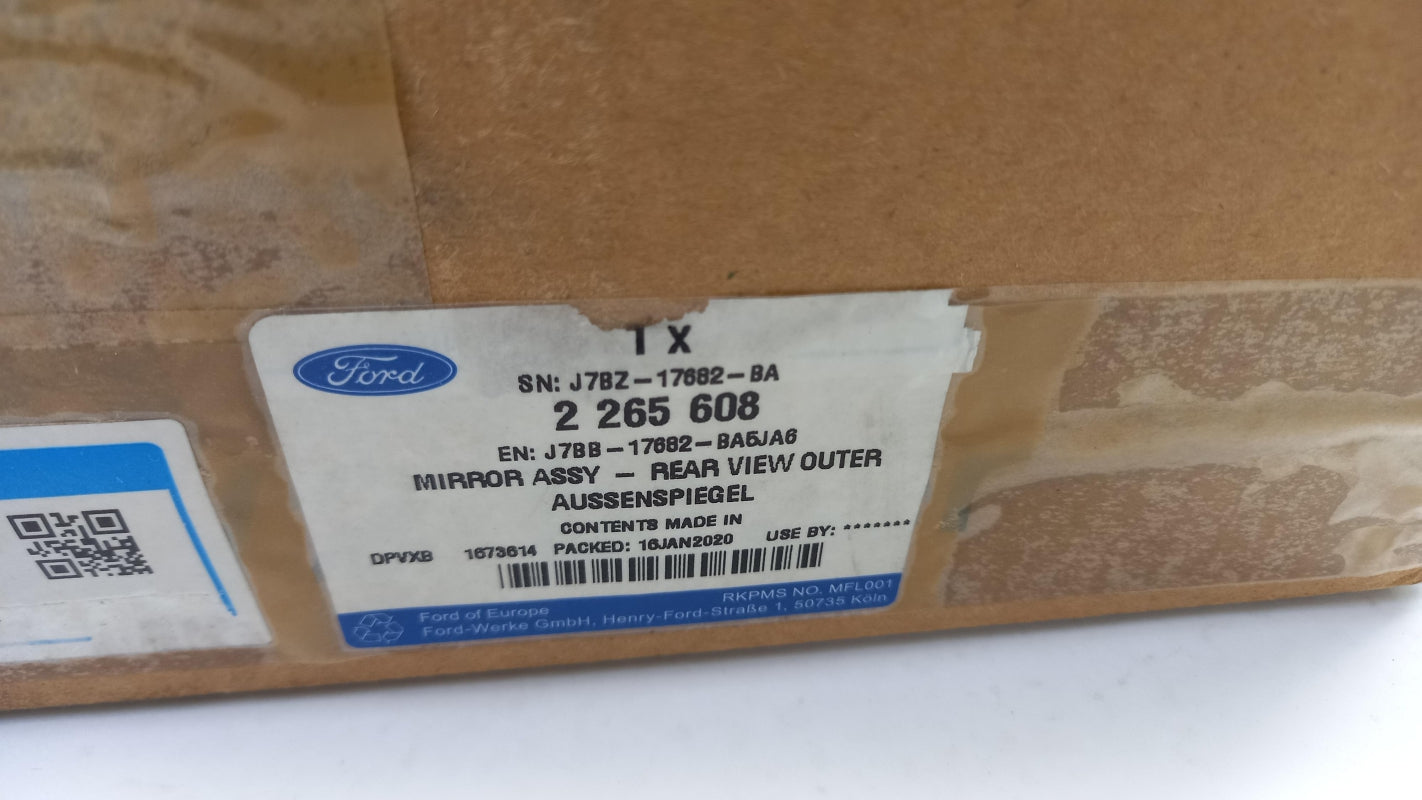 1 X
Ford
SN: J7BZ-17682-BA
2 265 608
EN: J7BB-17682-BA5JA6
MIRROR ASSY - REAR VIEW OUTER
AUSSENSPIEGEL
CONTENTS MADE IN
DPVXB 1673614 PACKED: 16JAN2020 USE BY: *******
RKPMS NO. MFL001
Ford of Europe
Ford-Werke GmbH, Henry-Ford-Straße 1, 50735 Köln